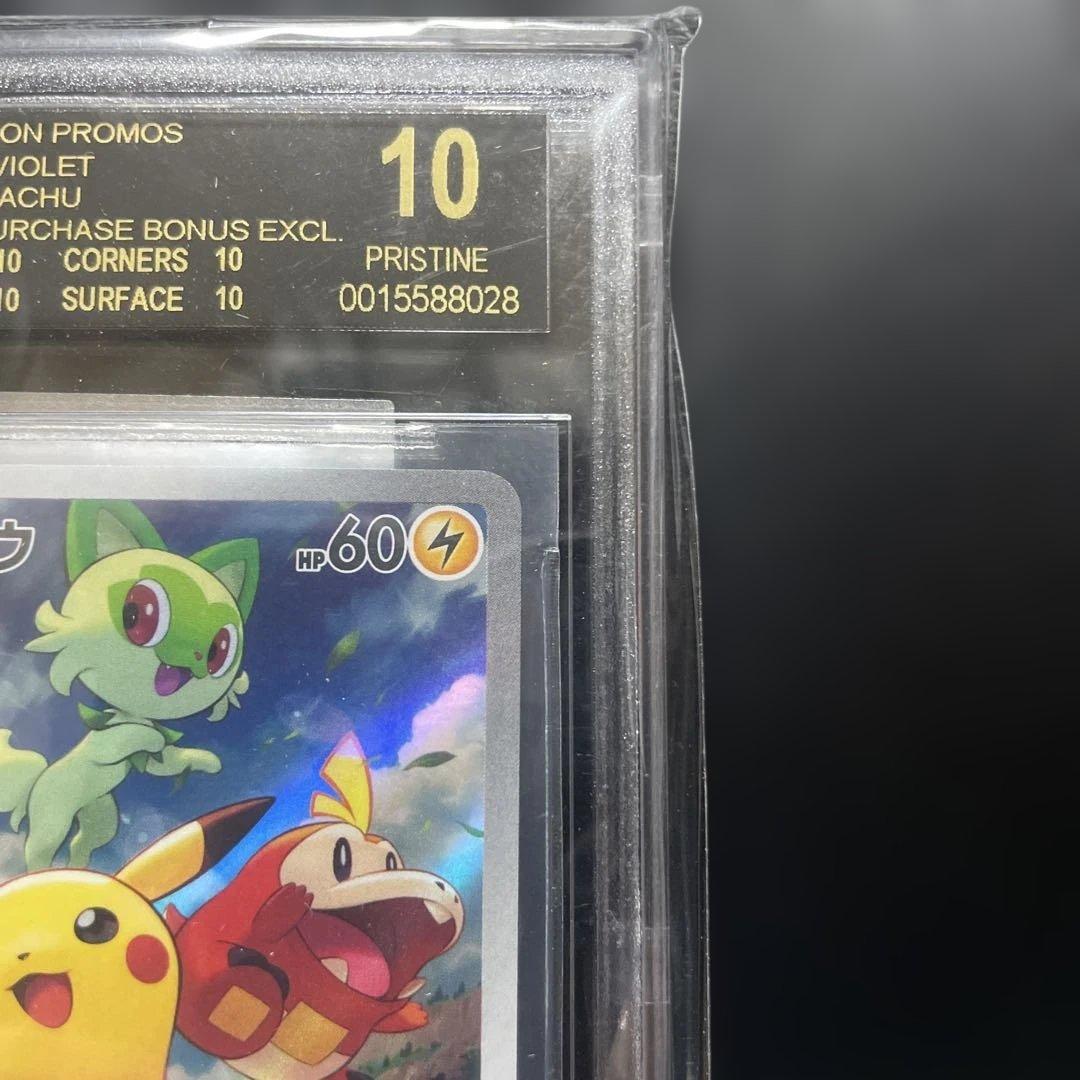 ON PROMOS
VIOLET
ACHU
URCHASE BONUS EXCL.
10 CORNERS 10
10 SURFACE 10
10
PRISTINE
0015588028
ウ
HP60